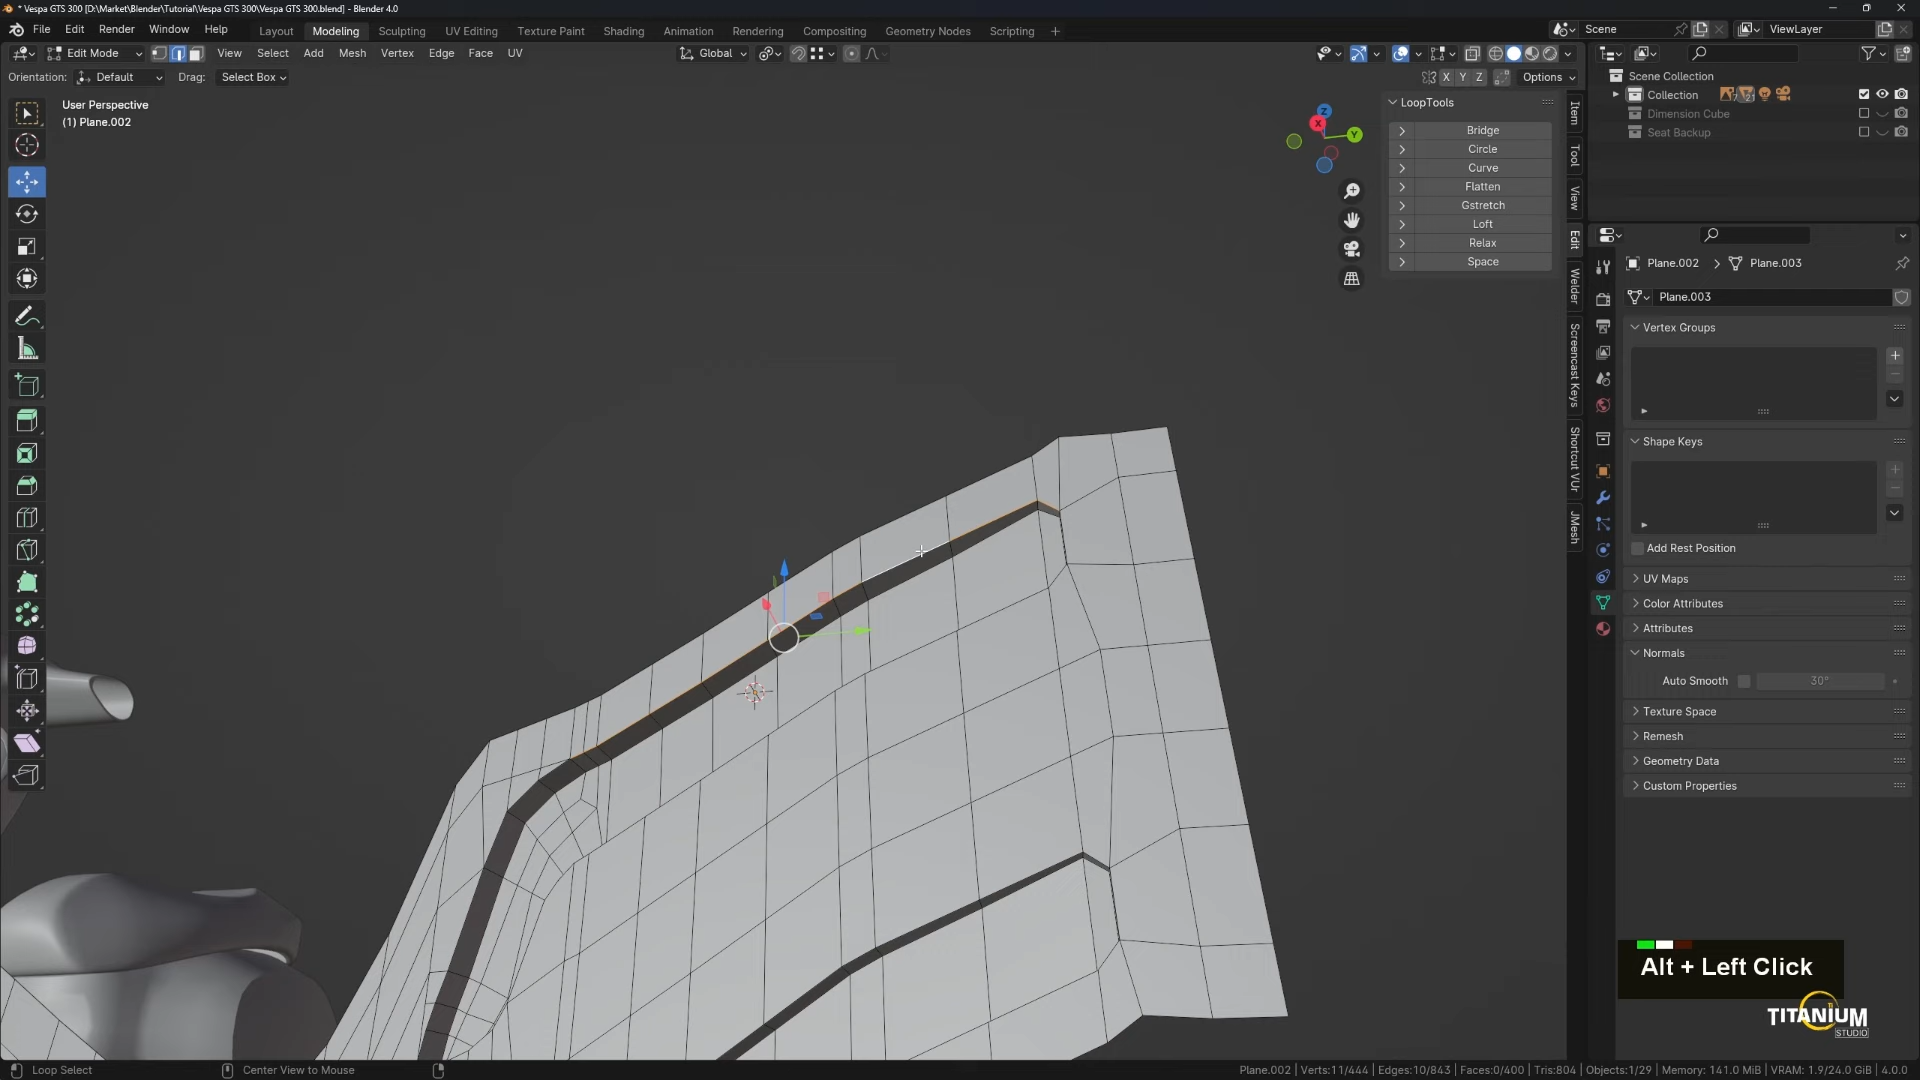 * Vespa GTS 300 [D:\Market\Blender\Tutorial\Vespa GTS 300\Vespa GTS 300.blend] - Blender 4.0
File Edit Render Window Help Layout Modeling Sculpting UV Editing Texture Paint Shading Animation Rendering Compositing Geometry Nodes Scripting + Scene ViewLayer
Edit Mode View Select Add Mesh Vertex Edge Face UV Global
Orientation: Default Drag: Select Box X Y Z Options
User Perspective
(1) Plane.002
Z
X
Y
LoopTools
Bridge
Circle
Curve
Flatten
Gstretch
Loft
Relax
Space
Item
Tool
View
Edit
Welder
Screencast Keys
Shortcut VUr
JMesh
Scene Collection
Collection
Dimension Cube
Seat Backup
Plane.002 > Plane.003
Plane.003
Vertex Groups
Shape Keys
Add Rest Position
UV Maps
Color Attributes
Attributes
Normals
Auto Smooth 30°
Texture Space
Remesh
Geometry Data
Custom Properties
Alt + Left Click
TITANIUM
STUDIO
Loop Select Center View to Mouse Plane.002 | Verts:11/444 | Edges:10/843 | Faces:0/400 | Tris:804 | Objects:1/29 | Memory: 141.0 MiB | VRAM: 1.9/24.0 GiB | 4.0.0